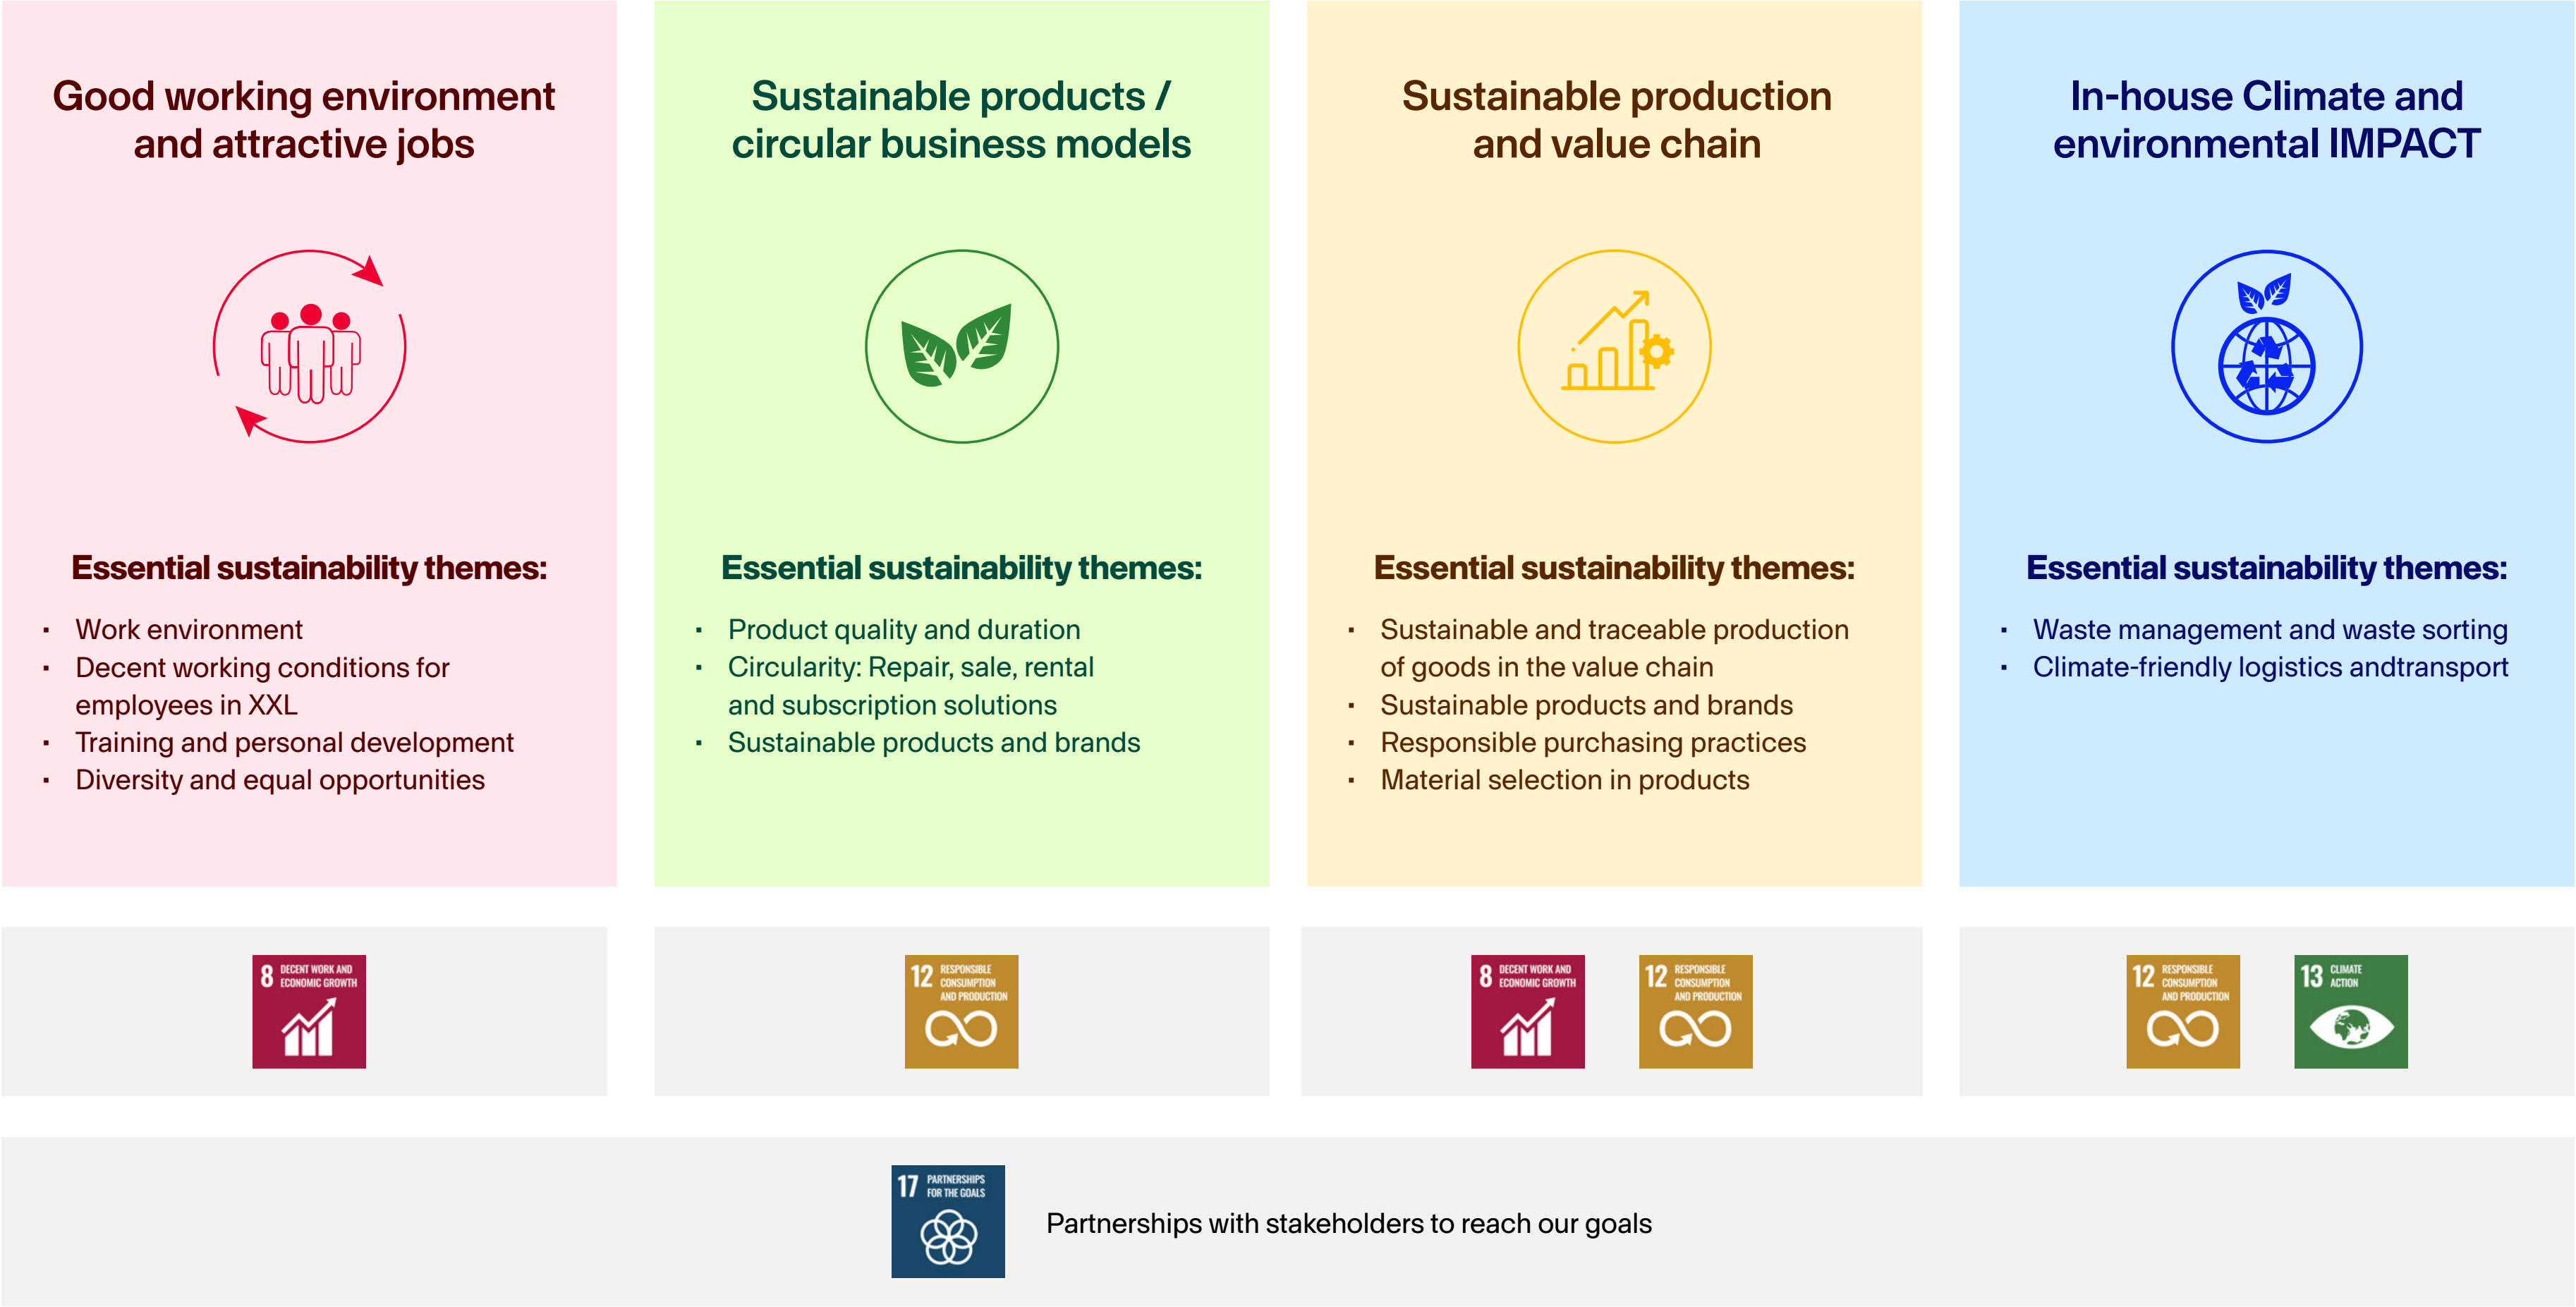 Good working environment
and attractive jobs
Essential sustainability themes:
· Work environment
· Decent working conditions for
employees in XXL
· Training and personal development
· Diversity and equal opportunities
Sustainable products /
circular business models
Essential sustainability themes:
· Product quality and duration
· Circularity: Repair, sale, rental
and subscription solutions
· Sustainable products and brands
Sustainable production
and value chain
Essential sustainability themes:
· Sustainable and traceable production
of goods in the value chain
· Sustainable products and brands
· Responsible purchasing practices
· Material selection in products
In-house Climate and
environmental IMPACT
Essential sustainability themes:
· Waste management and waste sorting
· Climate-friendly logistics andtransport
8 DECENT WORK AND
ECONOMIC GROWTH
12 RESPONSIBLE
CONSUMPTION
AND PRODUCTION
8 DECENT WORK AND
ECONOMIC GROWTH
12 RESPONSIBLE
CONSUMPTION
AND PRODUCTION
12 RESPONSIBLE
CONSUMPTION
AND PRODUCTION
13 CLIMATE
ACTION
17 PARTNERSHIPS
FOR THE GOALS
Partnerships with stakeholders to reach our goals